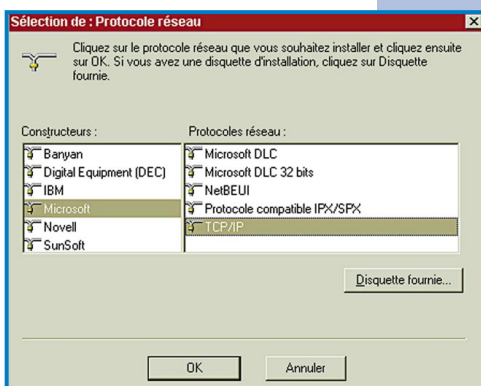 Sélection de : Protocole réseau
Cliquez sur le protocole réseau que vous souhaitez installer et cliquez ensuite
sur OK. Si vous avez une disquette d'installation, cliquez sur Disquette
fournie.
Constructeurs :
Banyan
Digital Equipment (DEC)
IBM
Microsoft
Novell
SunSoft
Protocoles réseau :
Microsoft DLC
Microsoft DLC 32 bits
NetBEUI
Protocole compatible IPX/SPX
TCP/IP
Disquette fournie...
OK
Annuler